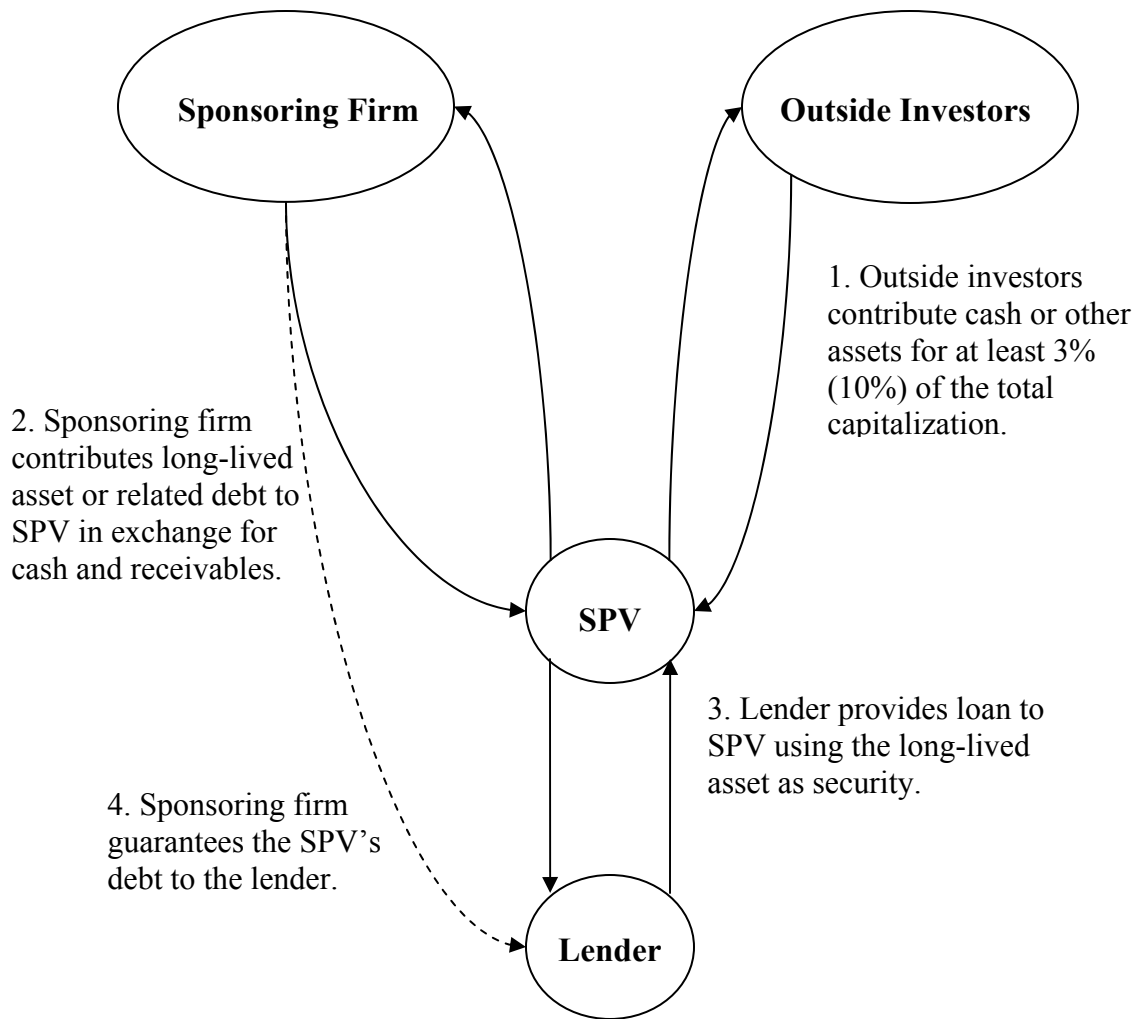 Sponsoring Firm
Outside Investors
1. Outside investors
contribute cash or other
assets for at least 3%
(10%) of the total
capitalization.
2. Sponsoring firm
contributes long-lived
asset or related debt to
SPV in exchange for
cash and receivables.
SPV
3. Lender provides loan to
SPV using the long-lived
asset as security.
4. Sponsoring firm
guarantees the SPV’s
debt to the lender.
Lender